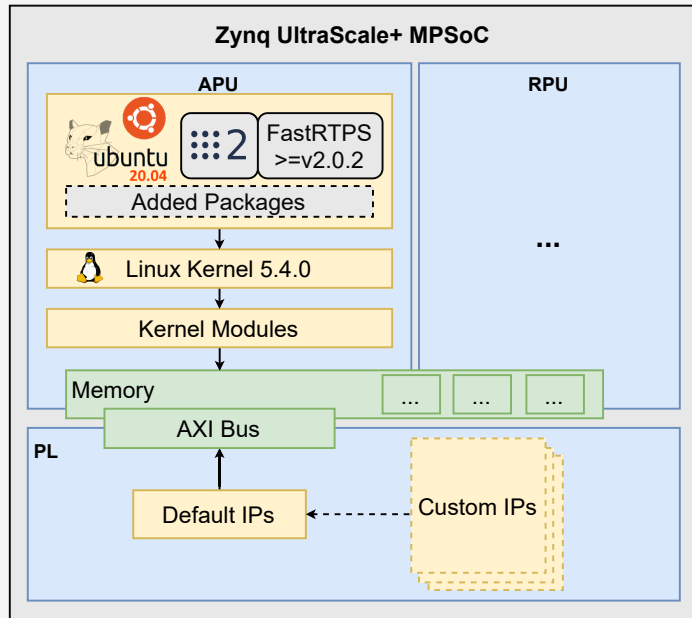 Zynq UltraScale+ MPSoC
APU
RPU
ubuntu
20.04
2
FastRTPS
>=v2.0.2
Added Packages
Linux Kernel 5.4.0
Kernel Modules
...
Memory
...
...
...
AXI Bus
PL
Default IPs
Custom IPs